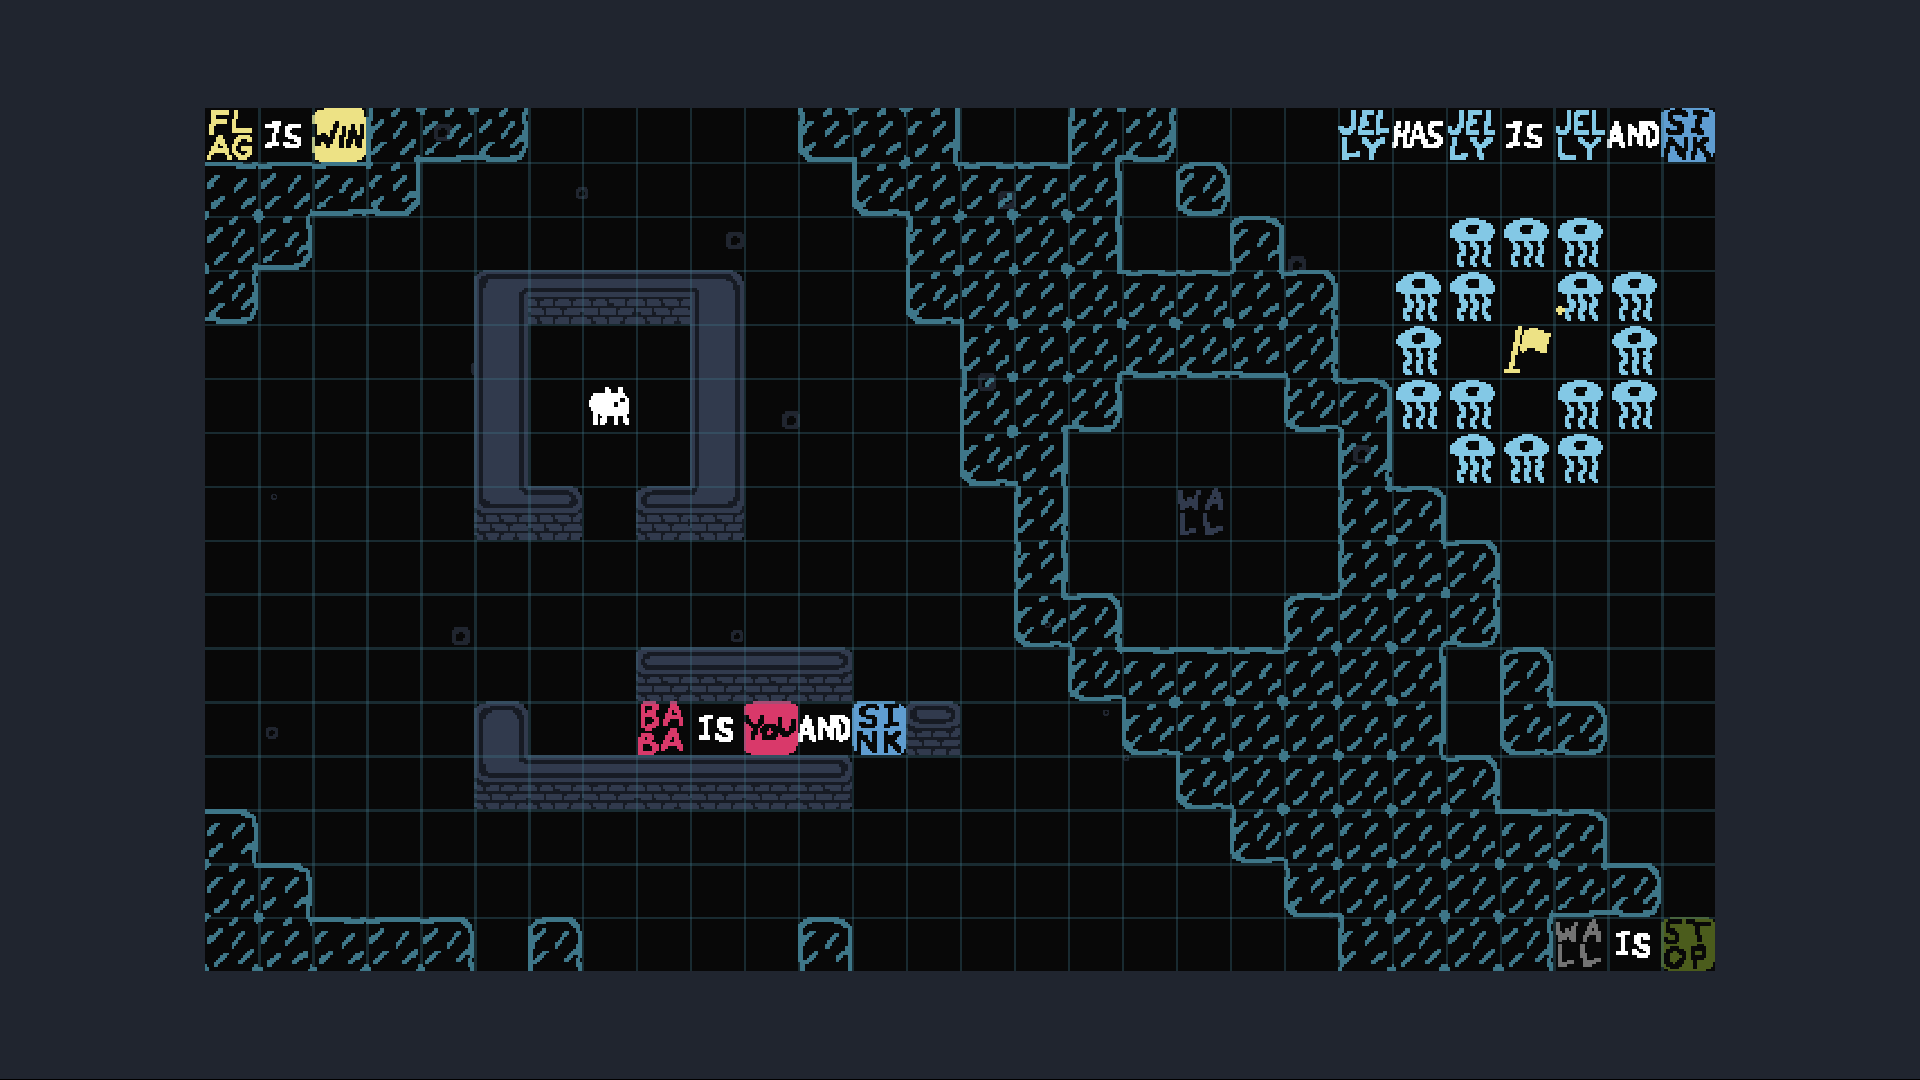 FLAG IS WIN
JELLY HAS JELLY IS JELLY AND SINK
WALL
BABA IS YOU AND SINK
WALL IS STOP